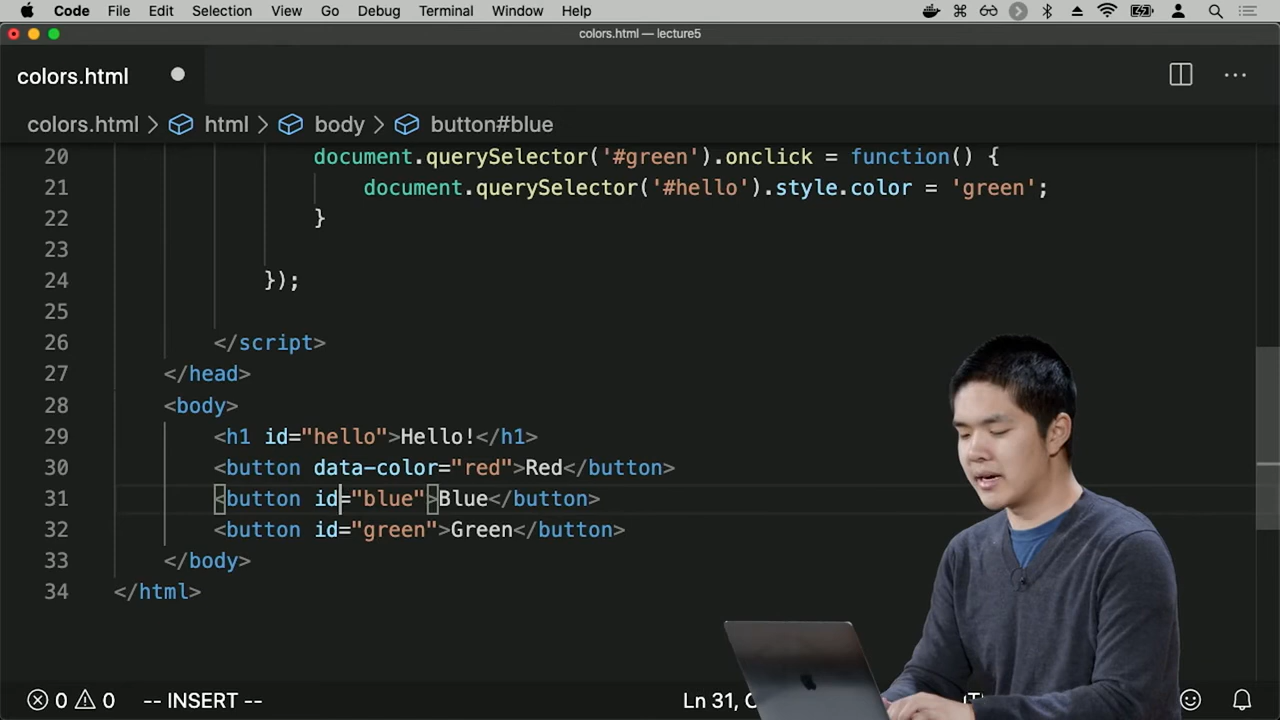 Code File Edit Selection View Go Debug Terminal Window Help
colors.html — lecture5
colors.html
colors.html > html > body > button#blue
20 document.querySelector('#green').onclick = function() {
21 document.querySelector('#hello').style.color = 'green';
22 }
23
24 });
25
26 </script>
27 </head>
28 <body>
29 <h1 id="hello">Hello!</h1>
30 <button data-color="red">Red</button>
31 <button id="blue">Blue</button>
32 <button id="green">Green</button>
33 </body>
34 </html>
0 0 -- INSERT -- Ln 31,